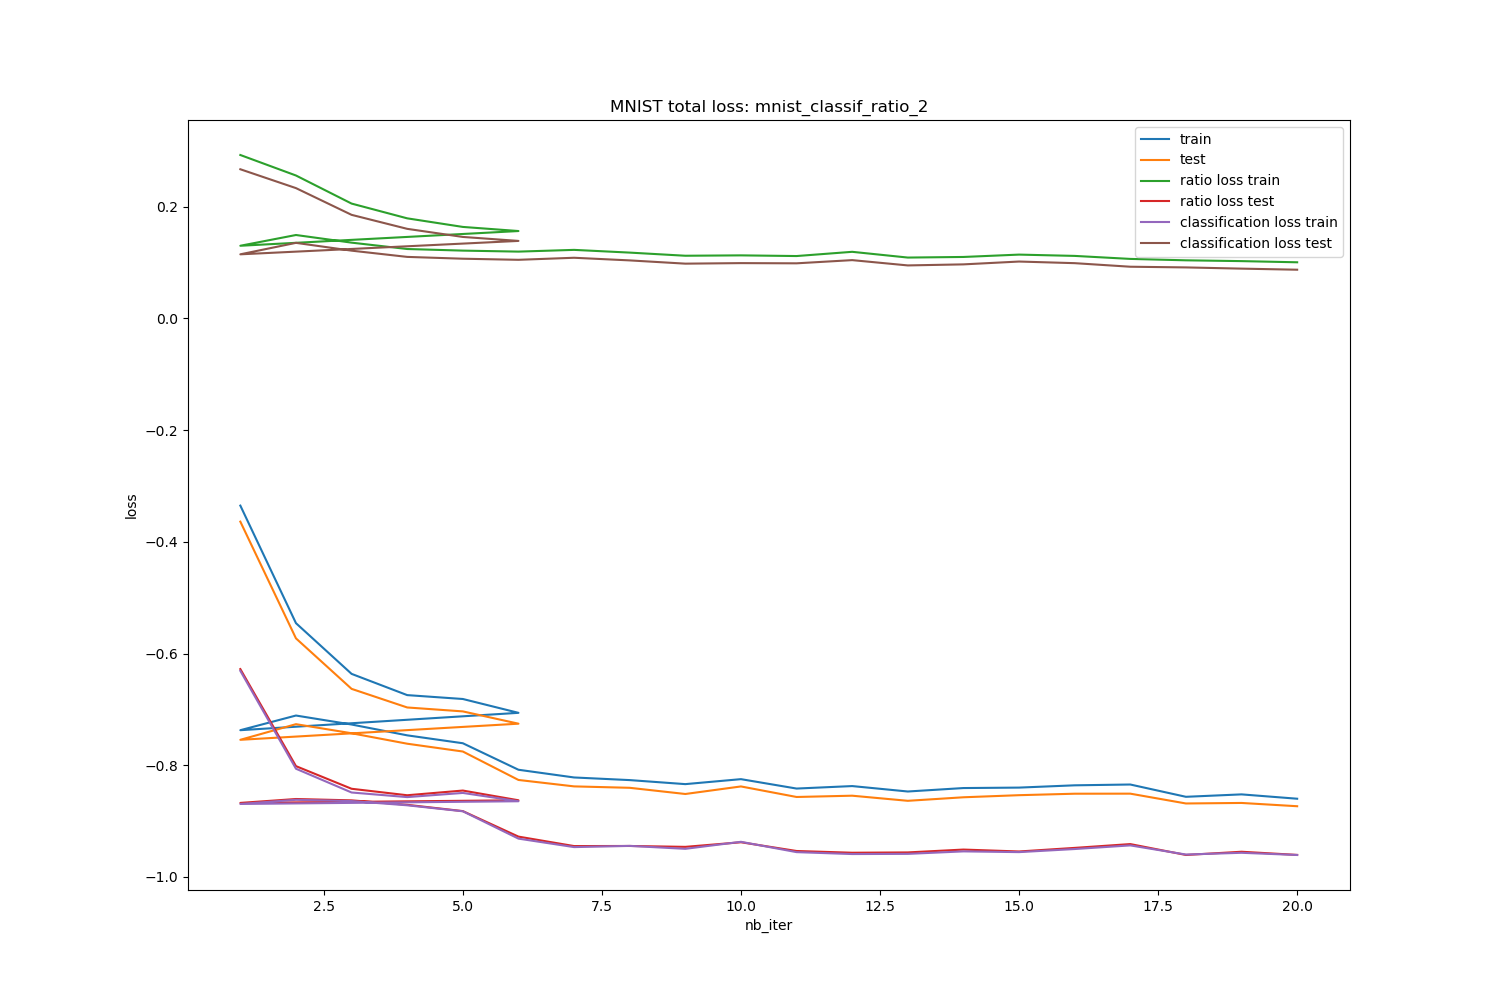 MNIST total loss: mnist_classif_ratio_2
train
test
ratio loss train
ratio loss test
classification loss train
classification loss test
0.2
0.0
−0.2
−0.4
−0.6
−0.8
−1.0
loss
2.5 5.0 7.5 10.0 12.5 15.0 17.5 20.0
nb_iter